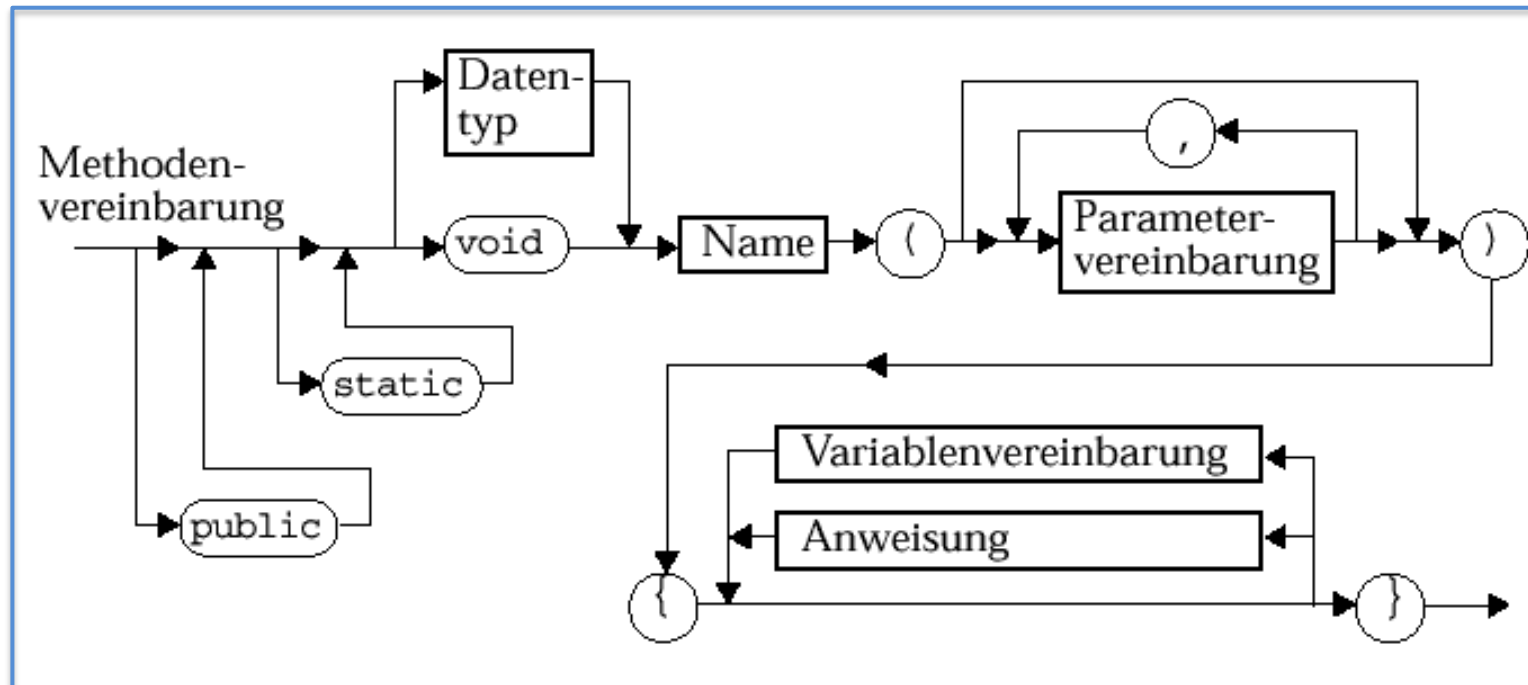 Daten-
typ
,
Methoden-
vereinbarung
void
Name
(
Parameter-
vereinbarung
)
static
public
Variablenvereinbarung
Anweisung
{
}